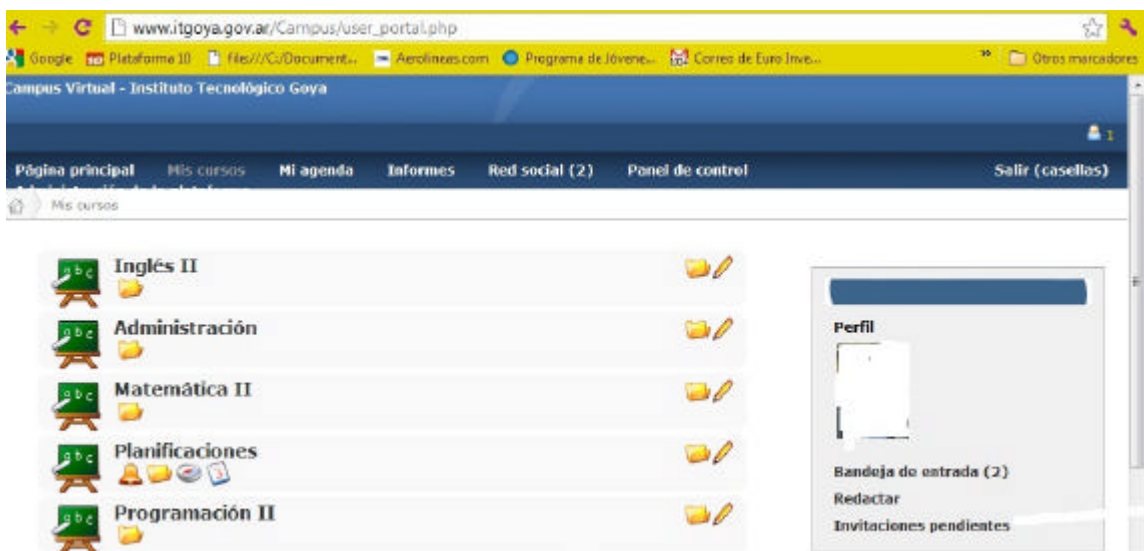 www.itgoya.gov.ar/Campus/user_portal.php
Google Plataforma 10 file:///C:/Document... Aerolineas.com Programa de Jóvene... Correo de Euro Inve... » Otros marcadores
Campus Virtual - Instituto Tecnológico Goya
1
Página principal Mis cursos Mi agenda Informes Red social (2) Panel de control Salir (casellas)
Mis cursos
Inglés II
Administración
Matemática II
Planificaciones
Programación II
Perfil
Bandeja de entrada (2)
Redactar
Invitaciones pendientes